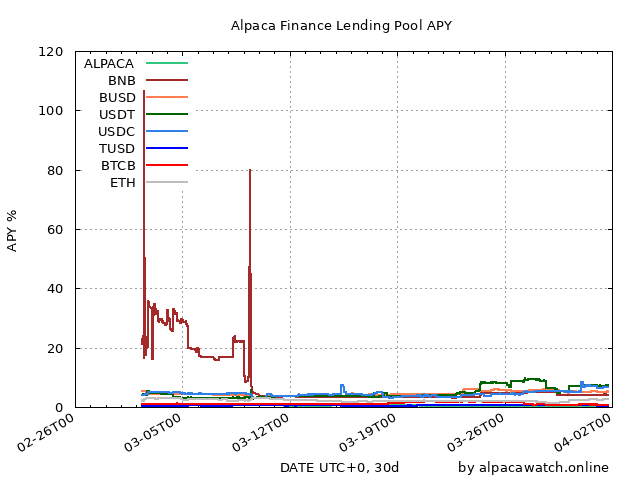 Alpaca Finance Lending Pool APY
120
100
80
60
40
20
0
APY %
ALPACA
BNB
BUSD
USDT
USDC
TUSD
BTCB
ETH
02-26T00
03-05T00
03-12T00
03-19T00
03-26T00
04-02T00
DATE UTC+0, 30d
by alpacawatch.online